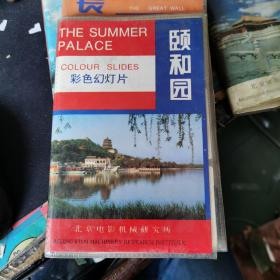 長
THE GREAT WALL
THE SUMMER
PALACE
COLOUR SLIDES
彩色幻灯片
颐和园
北京电影机械研究所
BEIJING FILM MACHINERY RESEARCH INSTITUTE